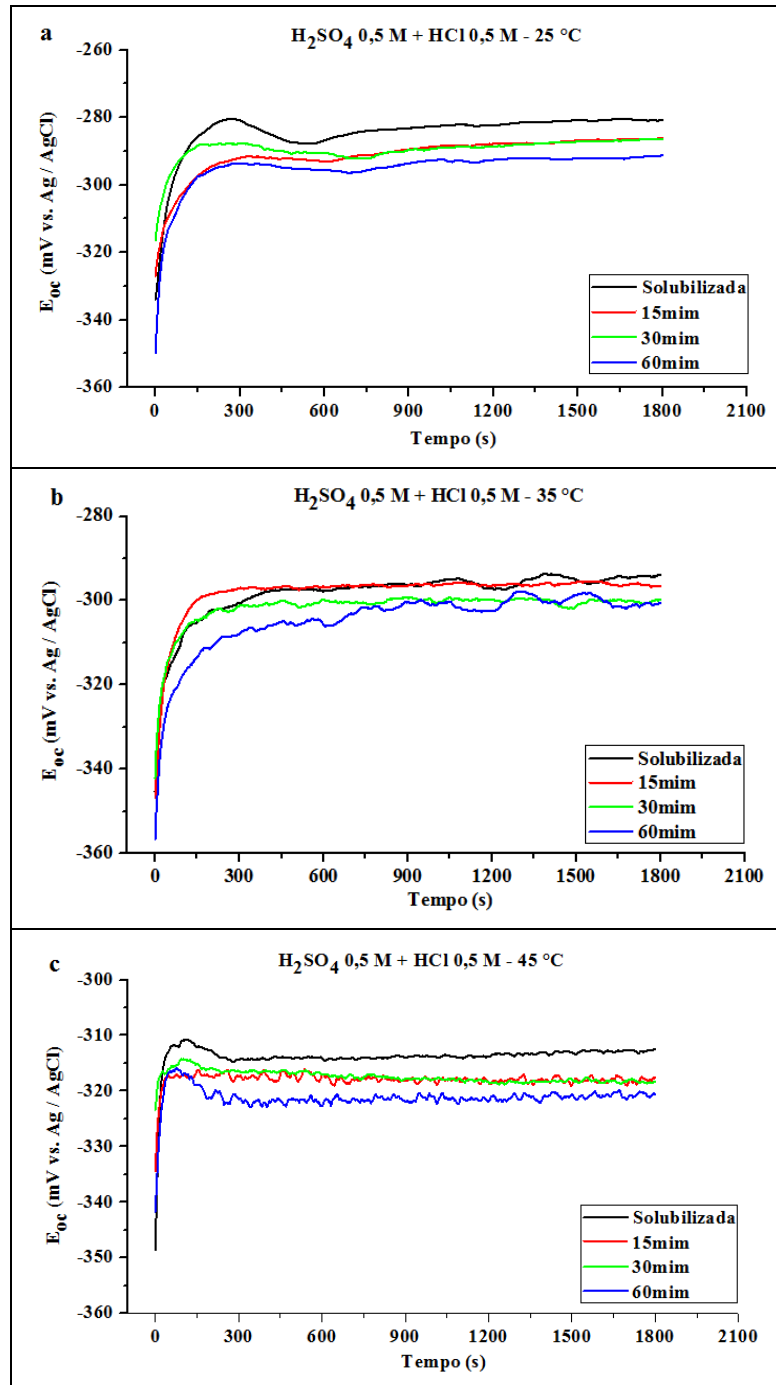 a
H2SO4 0,5 M + HCl 0,5 M - 25 °C
-260
-280
-300
-320
-340
-360
Eoc (mV vs. Ag / AgCl)
Solubilizada
15mim
30mim
60mim
0 300 600 900 1200 1500 1800 2100
Tempo (s)
b
H2SO4 0,5 M + HCl 0,5 M - 35 °C
-280
-300
-320
-340
-360
Eoc (mV vs. Ag / AgCl)
Solubilizada
15mim
30mim
60mim
0 300 600 900 1200 1500 1800 2100
Tempo (s)
c
H2SO4 0,5 M + HCl 0,5 M - 45 °C
-300
-310
-320
-330
-340
-350
-360
Eoc (mV vs. Ag / AgCl)
Solubilizada
15mim
30mim
60mim
0 300 600 900 1200 1500 1800 2100
Tempo (s)